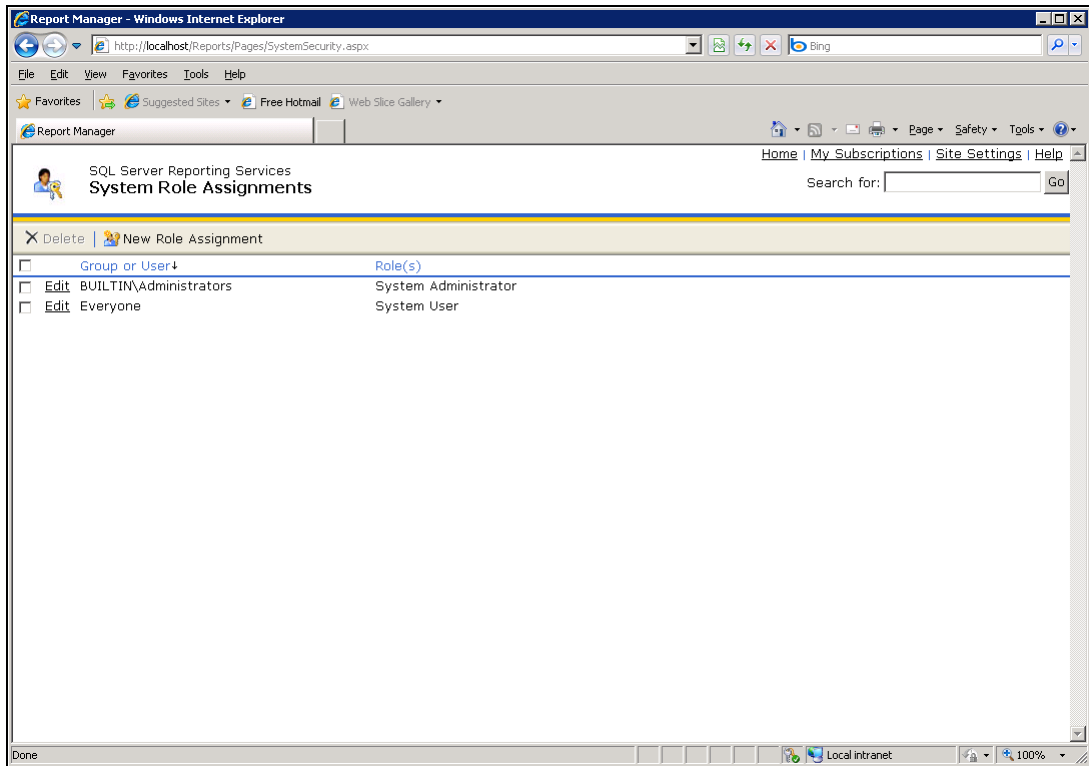 Report Manager - Windows Internet Explorer
http://localhost/Reports/Pages/SystemSecurity.aspx Bing
File Edit View Favorites Tools Help
Favorites Suggested Sites Free Hotmail Web Slice Gallery
Report Manager Page Safety Tools
Home | My Subscriptions | Site Settings | Help
SQL Server Reporting Services
System Role Assignments
Search for: Go
Delete | New Role Assignment
Group or User↓ Role(s)
Edit BUILTIN\Administrators System Administrator
Edit Everyone System User
Done Local intranet 100%